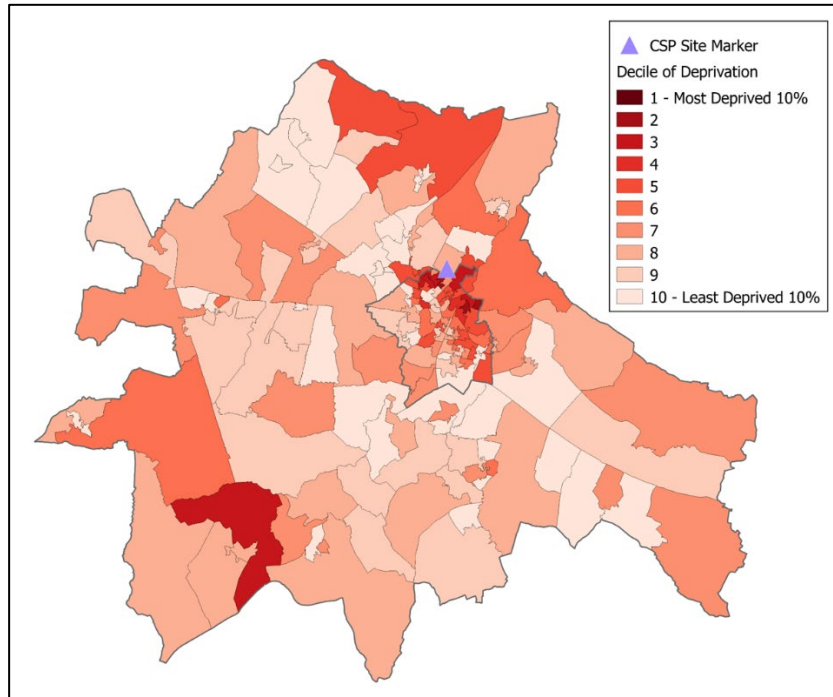 CSP Site Marker
Decile of Deprivation
1 - Most Deprived 10%
2
3
4
5
6
7
8
9
10 - Least Deprived 10%